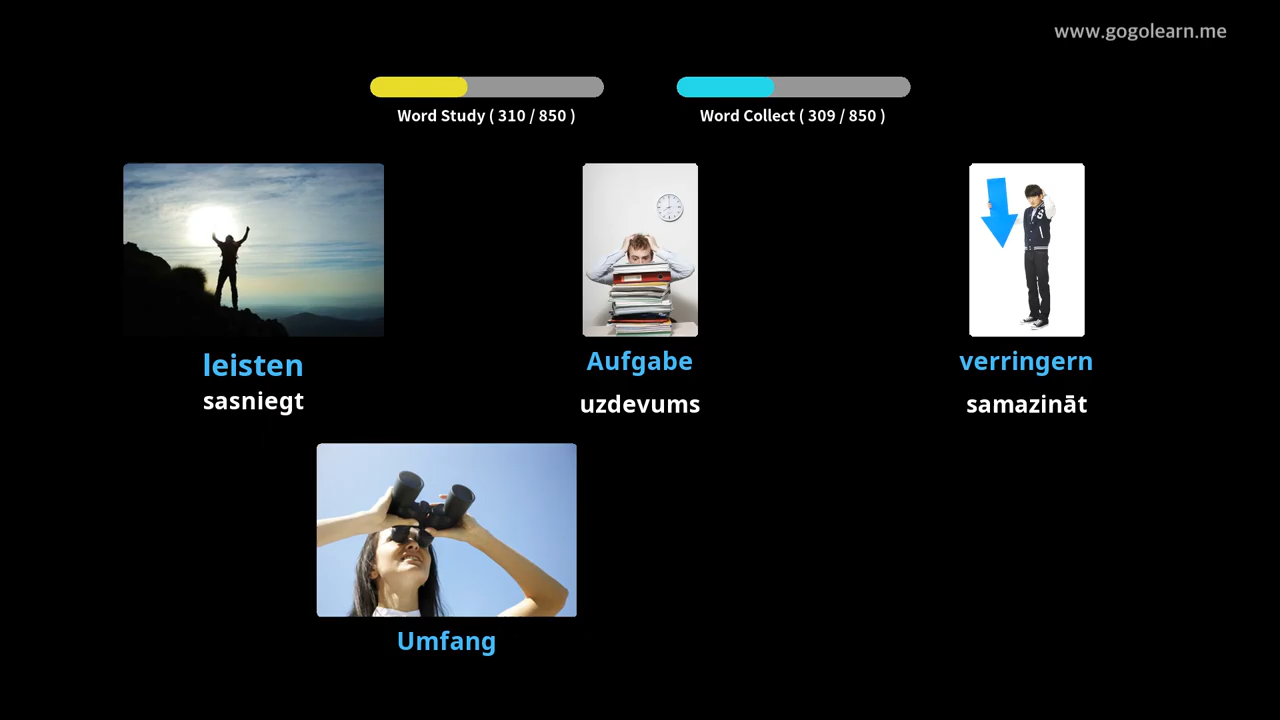 www.gogolearn.me
Word Study ( 310 / 850 )
Word Collect ( 309 / 850 )
leisten
sasniegt
Aufgabe
uzdevums
verringern
samazināt
Umfang